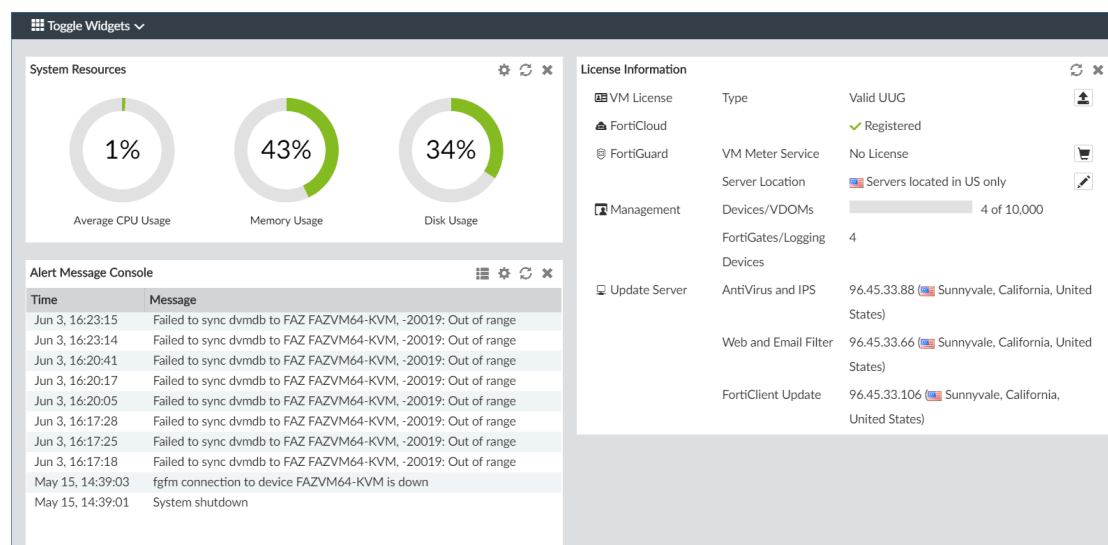 Toggle Widgets
System Resources
1%
43%
34%
Average CPU Usage
Memory Usage
Disk Usage
Alert Message Console
Time Message
Jun 3, 16:23:15 Failed to sync dvmdb to FAZ FAZVM64-KVM, -20019: Out of range
Jun 3, 16:23:14 Failed to sync dvmdb to FAZ FAZVM64-KVM, -20019: Out of range
Jun 3, 16:20:41 Failed to sync dvmdb to FAZ FAZVM64-KVM, -20019: Out of range
Jun 3, 16:20:17 Failed to sync dvmdb to FAZ FAZVM64-KVM, -20019: Out of range
Jun 3, 16:20:05 Failed to sync dvmdb to FAZ FAZVM64-KVM, -20019: Out of range
Jun 3, 16:17:28 Failed to sync dvmdb to FAZ FAZVM64-KVM, -20019: Out of range
Jun 3, 16:17:25 Failed to sync dvmdb to FAZ FAZVM64-KVM, -20019: Out of range
Jun 3, 16:17:18 Failed to sync dvmdb to FAZ FAZVM64-KVM, -20019: Out of range
May 15, 14:39:03 fgfm connection to device FAZVM64-KVM is down
May 15, 14:39:01 System shutdown
License Information
VM License Type Valid UUG
FortiCloud Registered
FortiGuard VM Meter Service No License
Server Location Servers located in US only
Management Devices/VDOMs 4 of 10,000
FortiGates/Logging 4
Devices
Update Server AntiVirus and IPS 96.45.33.88 ( Sunnyvale, California, United
States)
Web and Email Filter 96.45.33.66 ( Sunnyvale, California, United
States)
FortiClient Update 96.45.33.106 ( Sunnyvale, California,
United States)